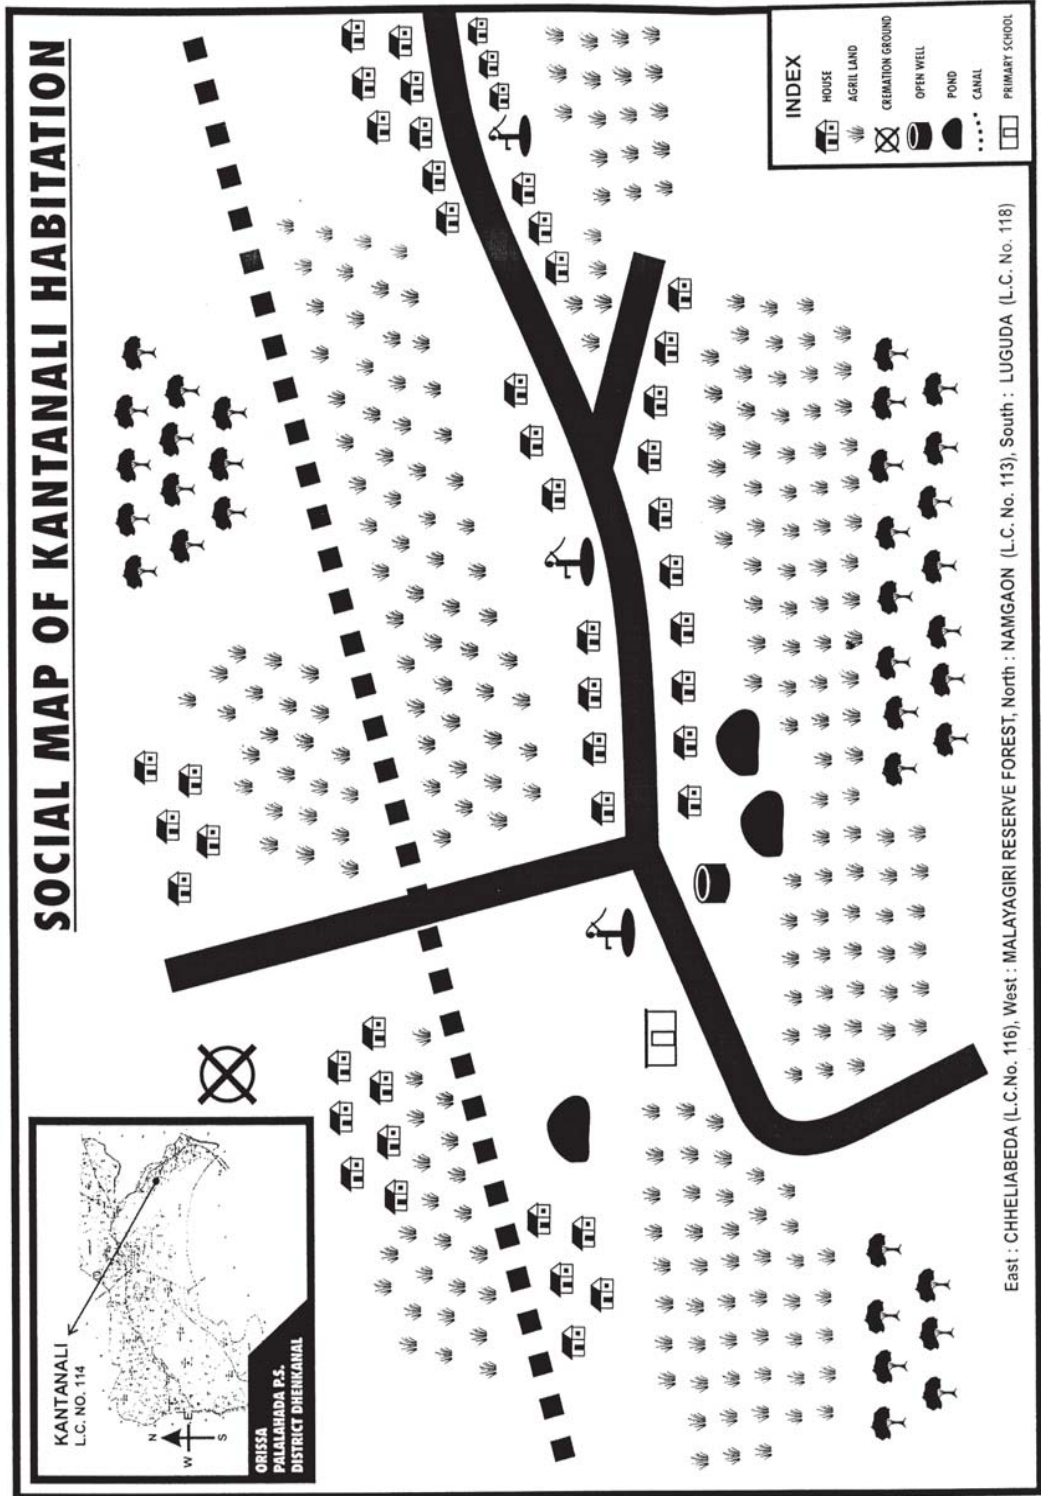 SOCIAL MAP OF KANTANALI HABITATION
KANTANALI
L.C. NO. 114
N
W
E
S
ORISSA
PALALAHADA P.S.
DISTRICT DHENKANAL
INDEX
HOUSE
AGRIL LAND
CREMATION GROUND
OPEN WELL
POND
CANAL
PRIMARY SCHOOL
East : CHHELIABEDA (L.C.No. 116), West : MALAYAGIRI RESERVE FOREST, North : NAMGAON (L.C. No. 113), South : LUGUDA (L.C. No. 118)